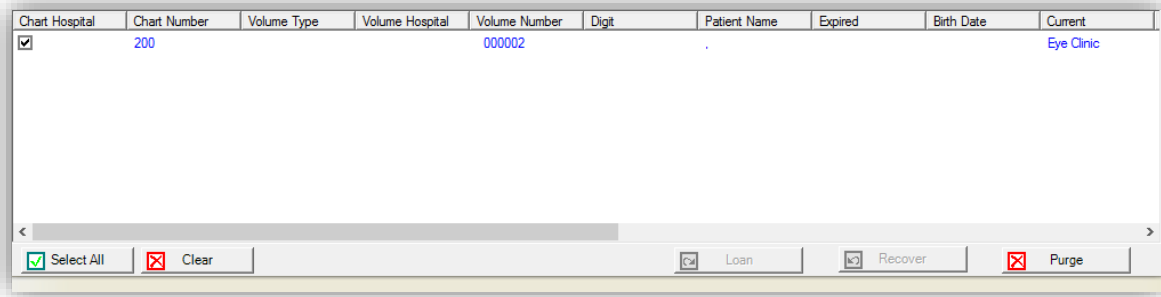 Chart Hospital Chart Number Volume Type Volume Hospital Volume Number Digit Patient Name Expired Birth Date Current
200 000002 , Eye Clinic
Select All Clear Loan Recover Purge